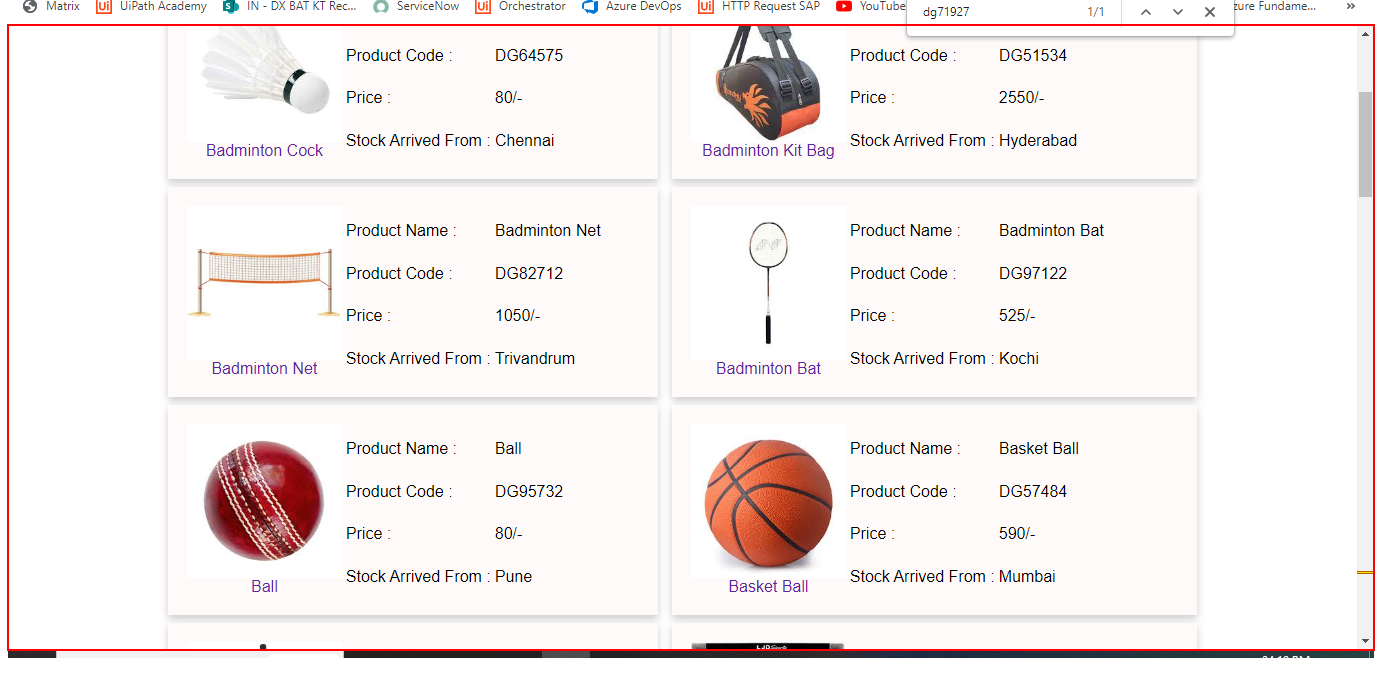 Matrix UiPath Academy IN - DX BAT KT Rec... ServiceNow Orchestrator Azure DevOps HTTP Request SAP YouTube zure Fundame... »
dg71927 1/1
Product Code : DG64575
Price : 80/-
Stock Arrived From : Chennai
Badminton Cock
Product Code : DG51534
Price : 2550/-
Stock Arrived From : Hyderabad
Badminton Kit Bag
Product Name : Badminton Net
Product Code : DG82712
Price : 1050/-
Stock Arrived From : Trivandrum
Badminton Net
Product Name : Badminton Bat
Product Code : DG97122
Price : 525/-
Stock Arrived From : Kochi
Badminton Bat
Product Name : Ball
Product Code : DG95732
Price : 80/-
Stock Arrived From : Pune
Ball
Product Name : Basket Ball
Product Code : DG57484
Price : 590/-
Stock Arrived From : Mumbai
Basket Ball